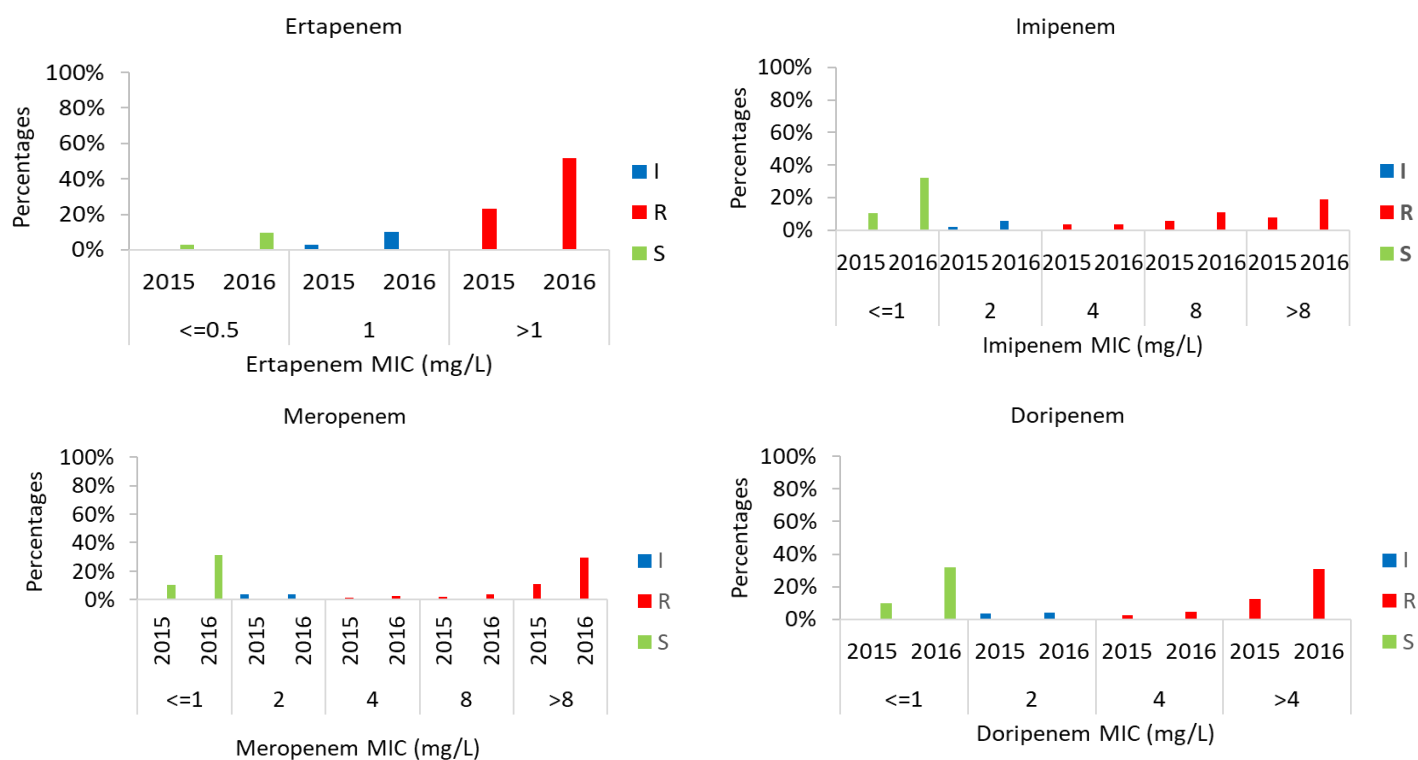 Ertapenem
Percentages
100%
80%
60%
40%
20%
0%
2015 2016 2015 2016 2015 2016
<=0.5 1 >1
Ertapenem MIC (mg/L)
I
R
S
Imipenem
Percentages
100%
80%
60%
40%
20%
0%
2015 2016 2015 2016 2015 2016 2015 2016 2015 2016
<=1 2 4 8 >8
Imipenem MIC (mg/L)
I
R
S
Meropenem
Percentages
100%
80%
60%
40%
20%
0%
2015 2016 2015 2016 2015 2016 2015 2016 2015 2016
<=1 2 4 8 >8
Meropenem MIC (mg/L)
I
R
S
Doripenem
Percentages
100%
80%
60%
40%
20%
0%
2015 2016 2015 2016 2015 2016 2015 2016
<=1 2 4 >4
Doripenem MIC (mg/L)
I
R
S